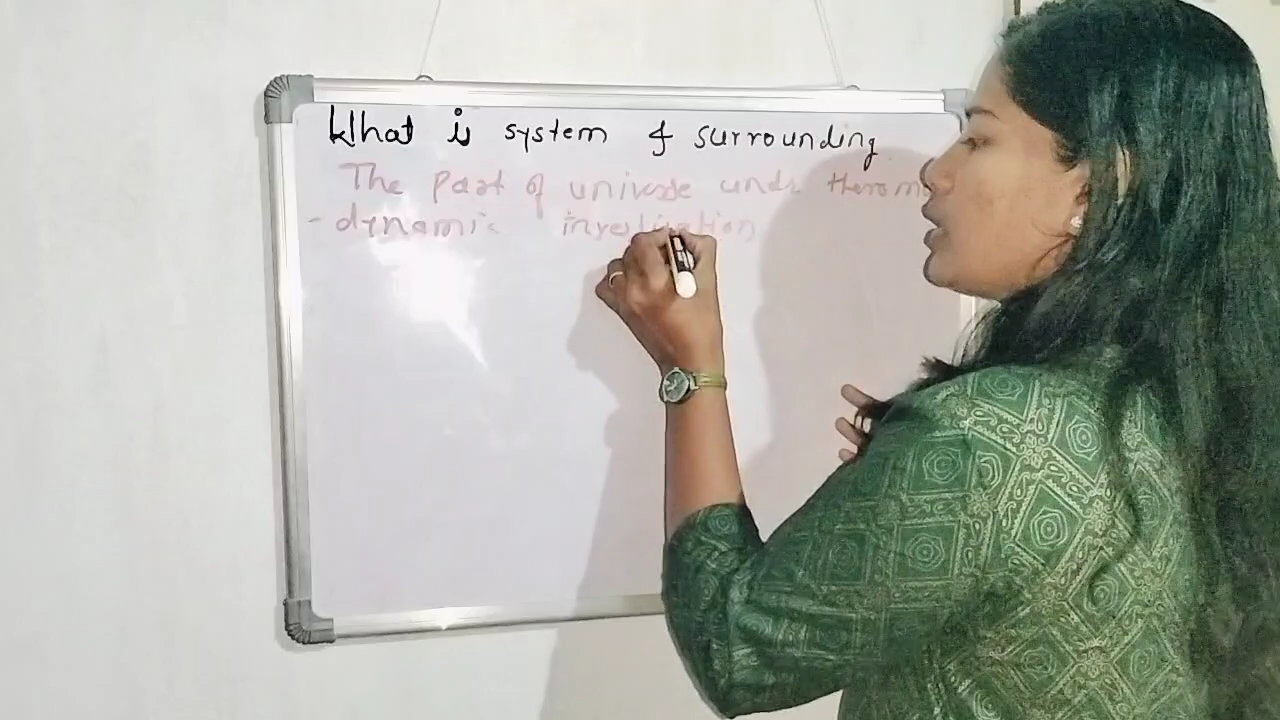 What is system & surrounding
The part of universe under thermo
- dynamic investigation